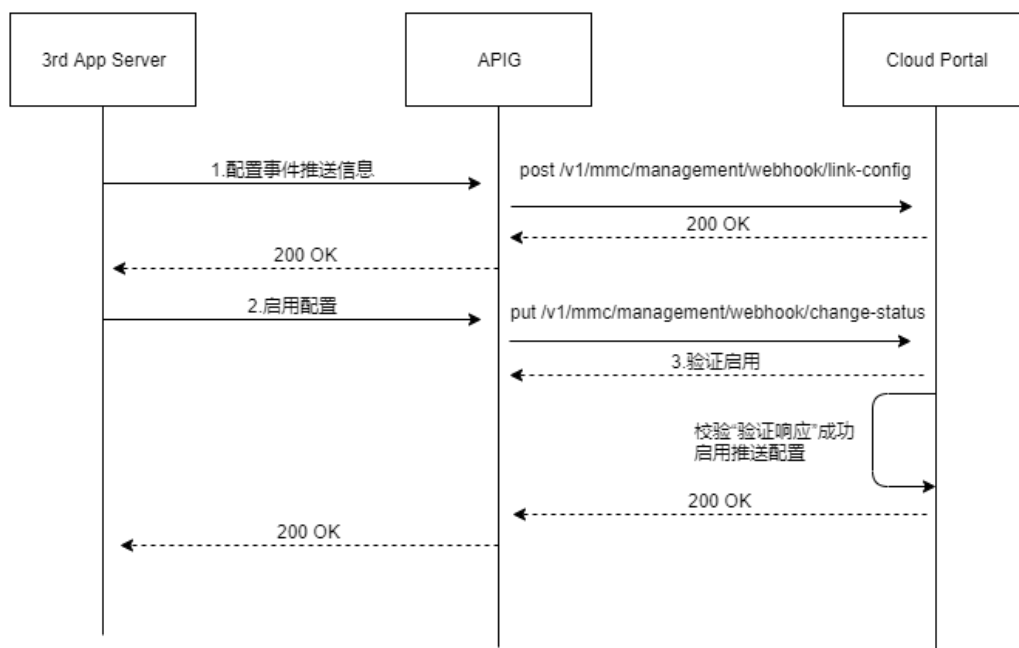 3rd App Server
APIG
Cloud Portal
1.配置事件推送信息
post /v1/mmc/management/webhook/link-config
200 OK
200 OK
2.启用配置
put /v1/mmc/management/webhook/change-status
3.验证启用
校验“验证响应”成功
启用推送配置
200 OK
200 OK